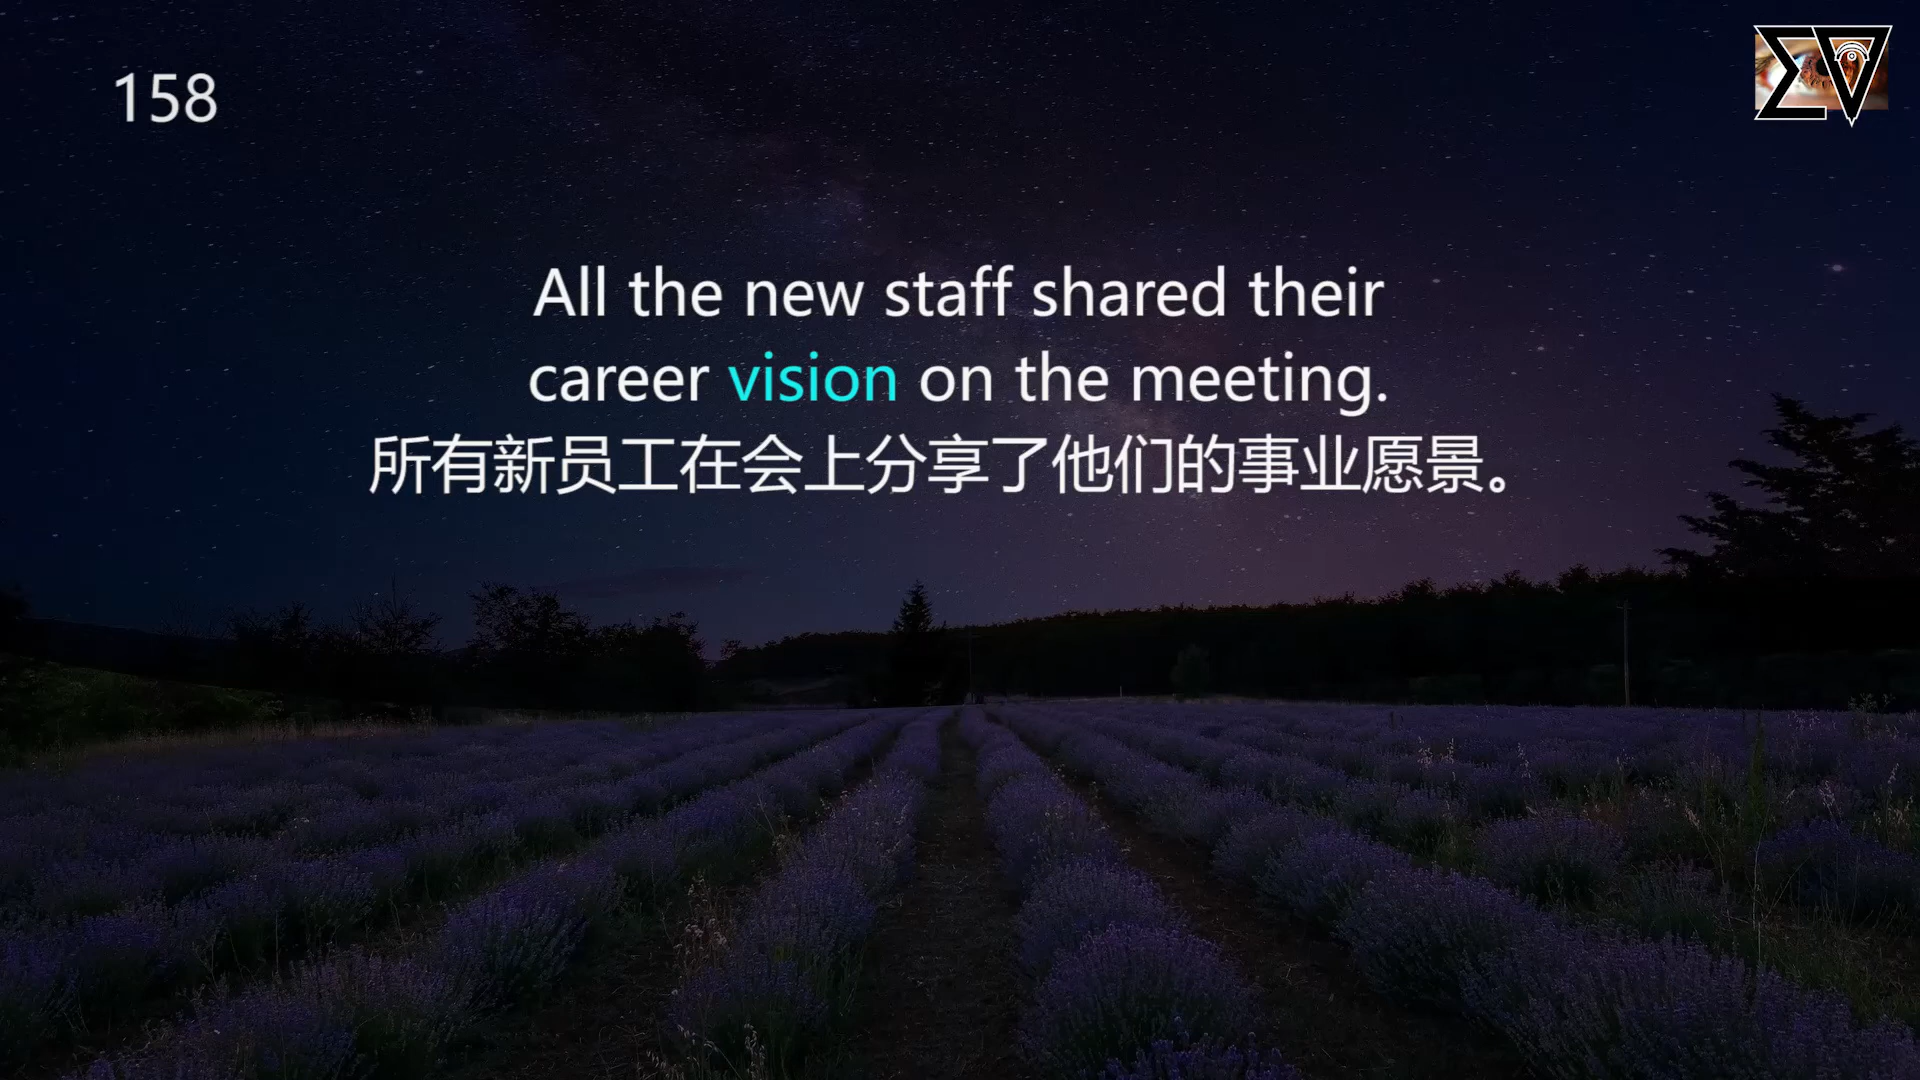 158
All the new staff shared their
career vision on the meeting.
所有新员工在会上分享了他们的事业愿景。